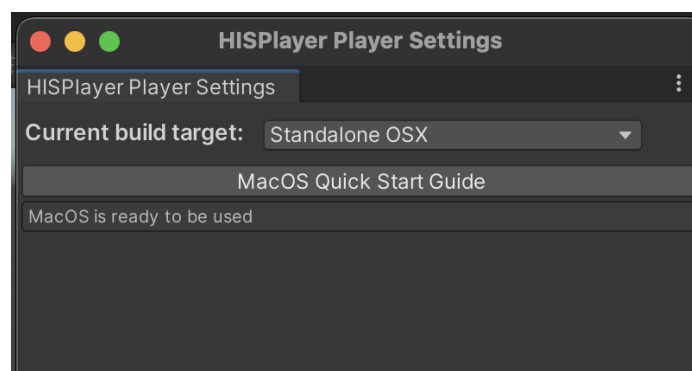 HISPlayer Player Settings
HISPlayer Player Settings
Current build target: Standalone OSX
MacOS Quick Start Guide
MacOS is ready to be used